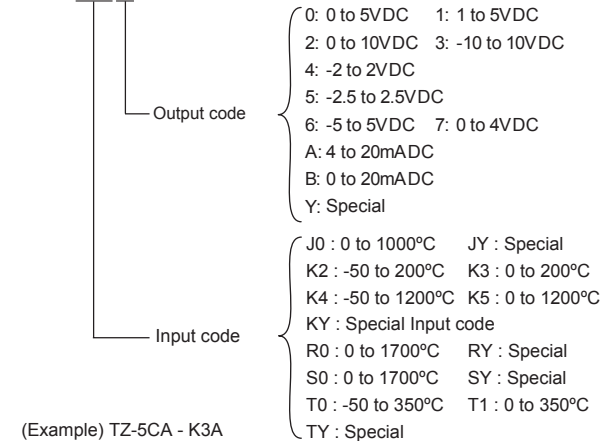 0: 0 to 5VDC 1: 1 to 5VDC
2: 0 to 10VDC 3: -10 to 10VDC
4: -2 to 2VDC
5: -2.5 to 2.5VDC
Output code
6: -5 to 5VDC 7: 0 to 4VDC
A: 4 to 20mADC
B: 0 to 20mADC
Y: Special
J0 : 0 to 1000ºC JY : Special
K2 : -50 to 200ºC K3 : 0 to 200ºC
K4 : -50 to 1200ºC K5 : 0 to 1200ºC
KY : Special Input code
Input code
R0 : 0 to 1700ºC RY : Special
S0 : 0 to 1700ºC SY : Special
T0 : -50 to 350ºC T1 : 0 to 350ºC
TY : Special
(Example) TZ-5CA - K3A